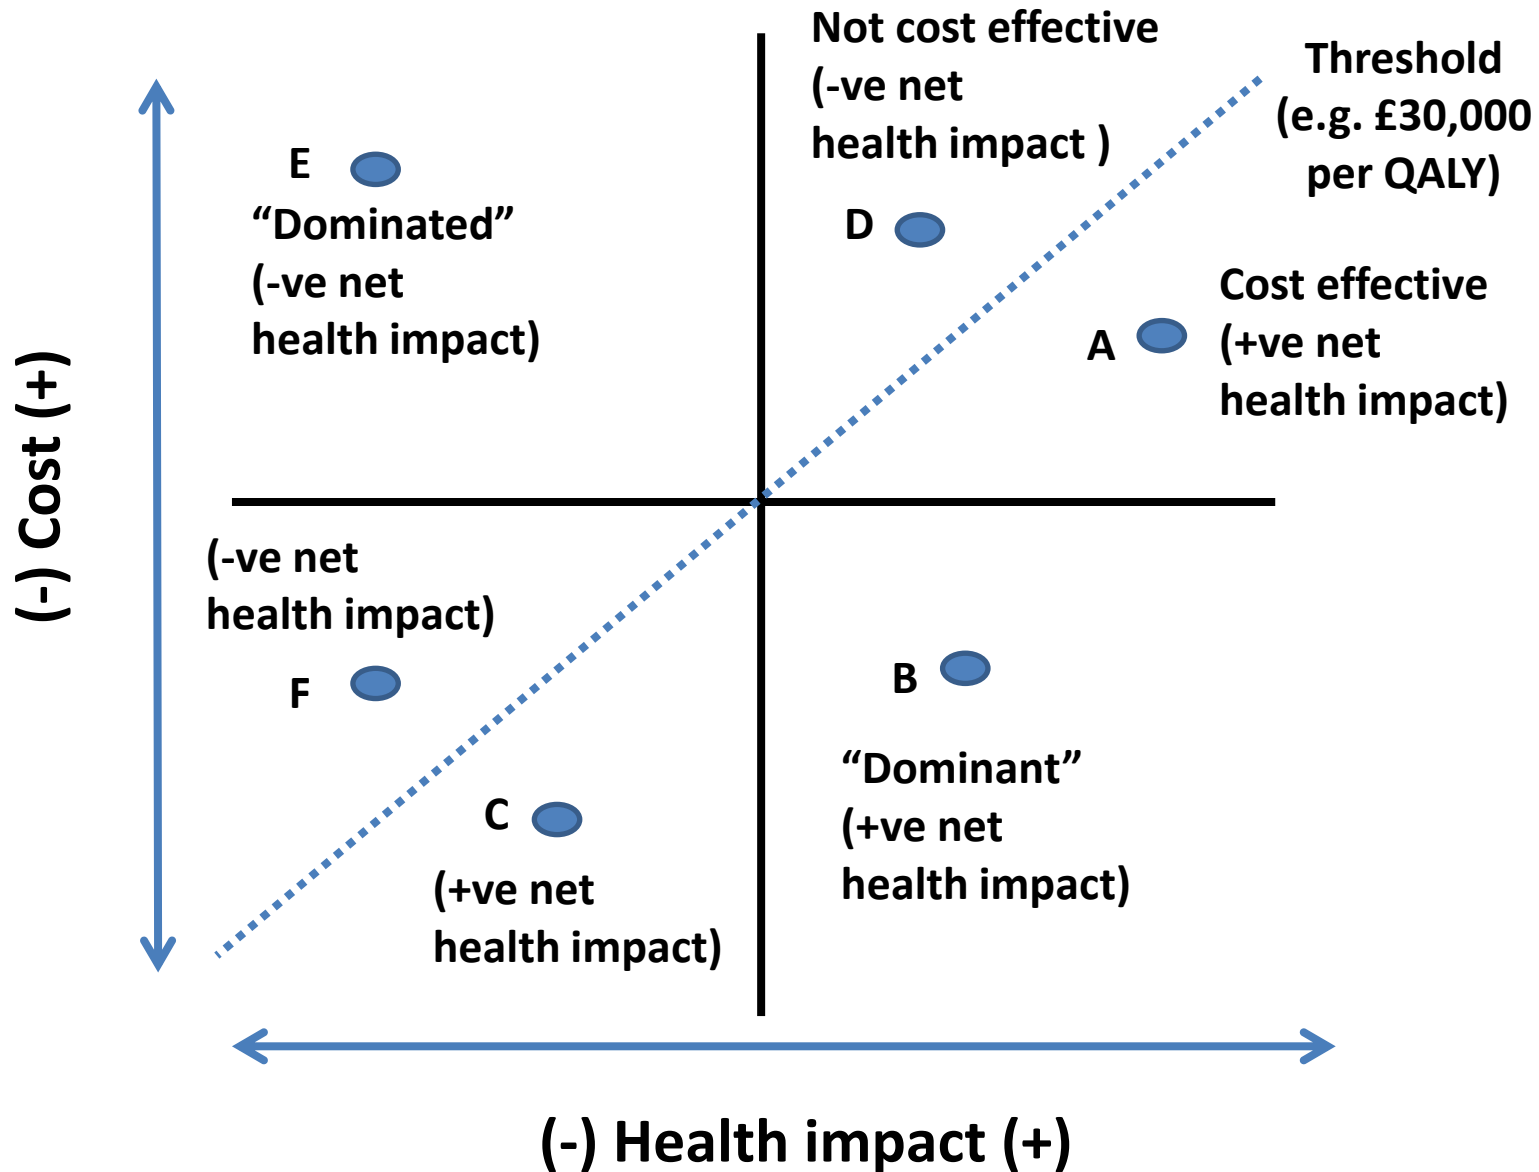 Not cost effective
(-ve net
health impact )
Threshold
(e.g. £30,000
per QALY)
E
“Dominated”
(-ve net
health impact)
D
A
Cost effective
(+ve net
health impact)
(-) Cost (+)
(-ve net
health impact)
F
B
“Dominant”
(+ve net
health impact)
C
(+ve net
health impact)
(-) Health impact (+)